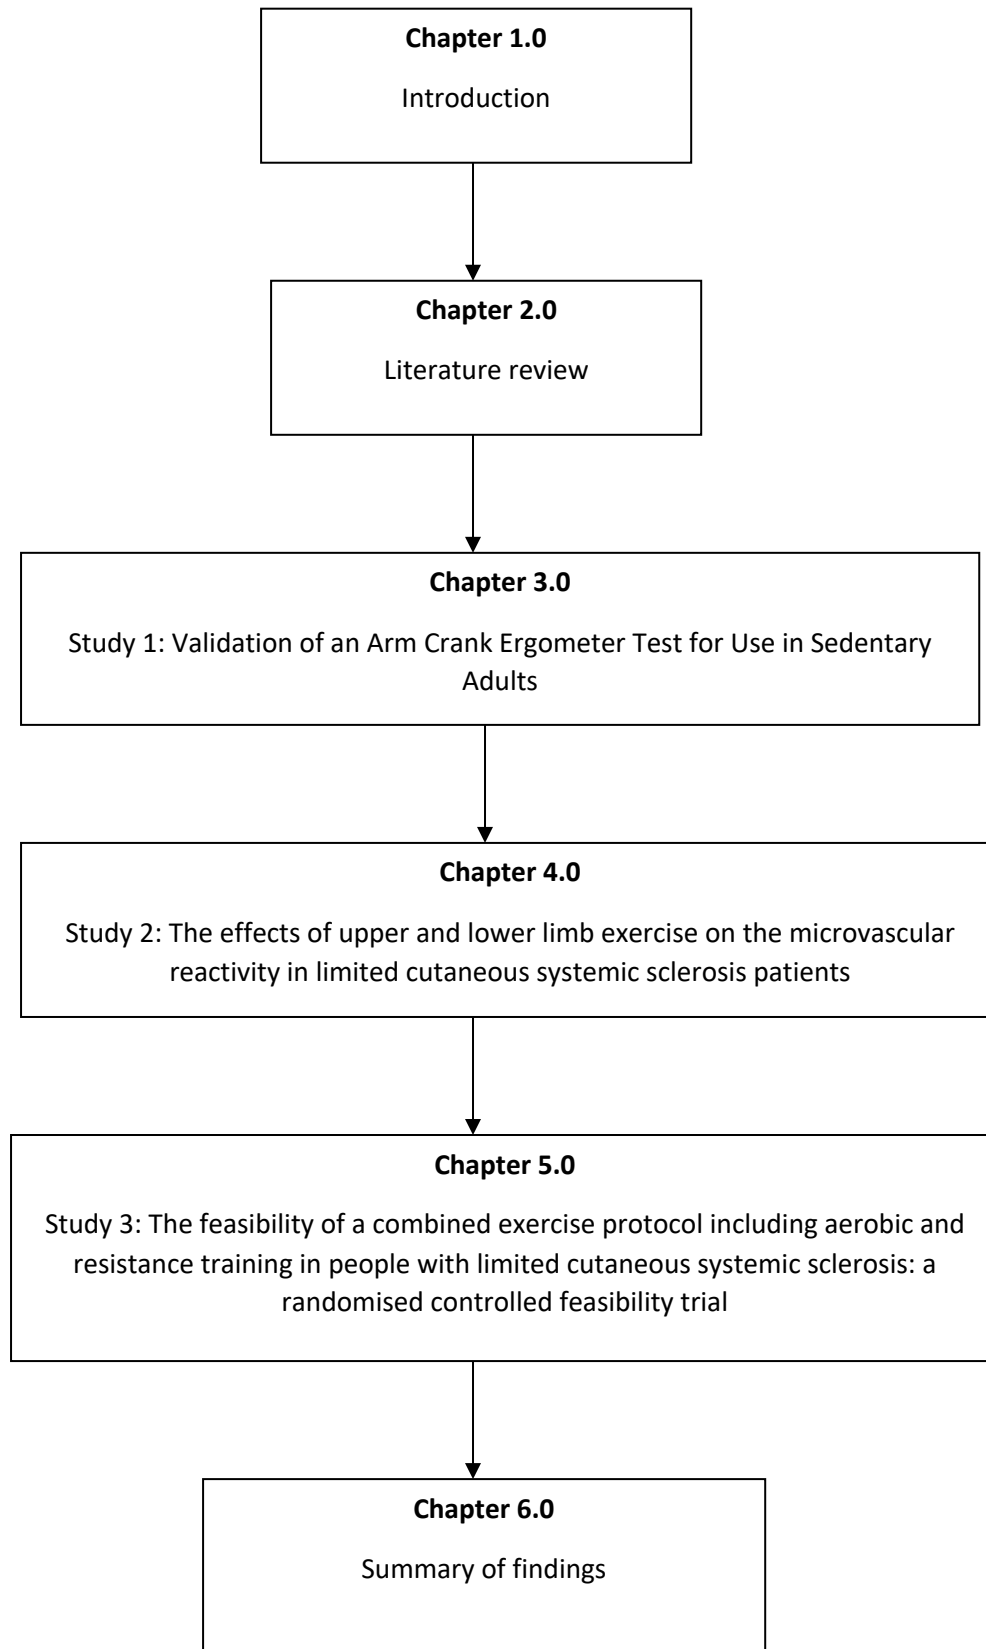 Chapter 1.0
Introduction
Chapter 2.0
Literature review
Chapter 3.0
Study 1: Validation of an Arm Crank Ergometer Test for Use in Sedentary
Adults
Chapter 4.0
Study 2: The effects of upper and lower limb exercise on the microvascular
reactivity in limited cutaneous systemic sclerosis patients
Chapter 5.0
Study 3: The feasibility of a combined exercise protocol including aerobic and
resistance training in people with limited cutaneous systemic sclerosis: a
randomised controlled feasibility trial
Chapter 6.0
Summary of findings